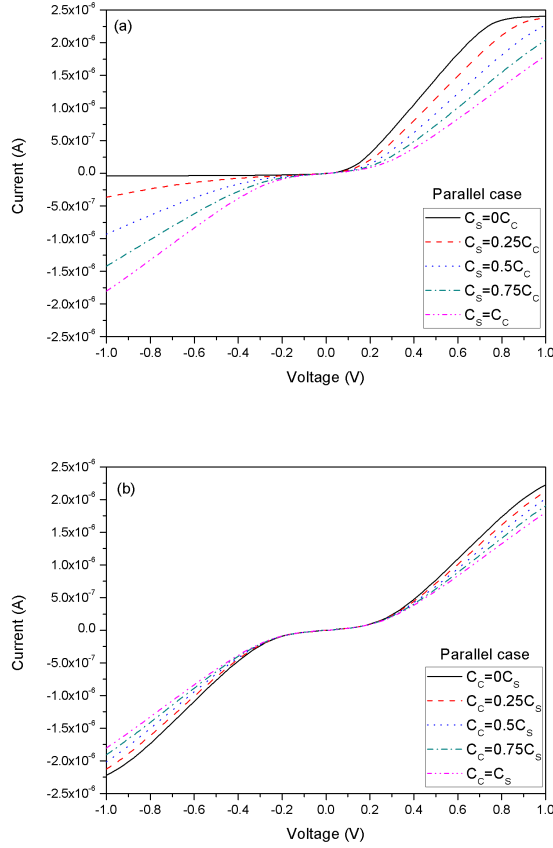 (a)
2.5x10⁻⁶
2.0x10⁻⁶
1.5x10⁻⁶
1.0x10⁻⁶
5.0x10⁻⁷
0.0
-5.0x10⁻⁷
-1.0x10⁻⁶
-1.5x10⁻⁶
-2.0x10⁻⁶
-2.5x10⁻⁶
Current (A)
Parallel case
C_S=0C_C
C_S=0.25C_C
C_S=0.5C_C
C_S=0.75C_C
C_S=C_C
-1.0 -0.8 -0.6 -0.4 -0.2 0.0 0.2 0.4 0.6 0.8 1.0
Voltage (V)
(b)
2.5x10⁻⁶
2.0x10⁻⁶
1.5x10⁻⁶
1.0x10⁻⁶
5.0x10⁻⁷
0.0
-5.0x10⁻⁷
-1.0x10⁻⁶
-1.5x10⁻⁶
-2.0x10⁻⁶
-2.5x10⁻⁶
Current (A)
Parallel case
C_C=0C_S
C_C=0.25C_S
C_C=0.5C_S
C_C=0.75C_S
C_C=C_S
-1.0 -0.8 -0.6 -0.4 -0.2 0.0 0.2 0.4 0.6 0.8 1.0
Voltage (V)